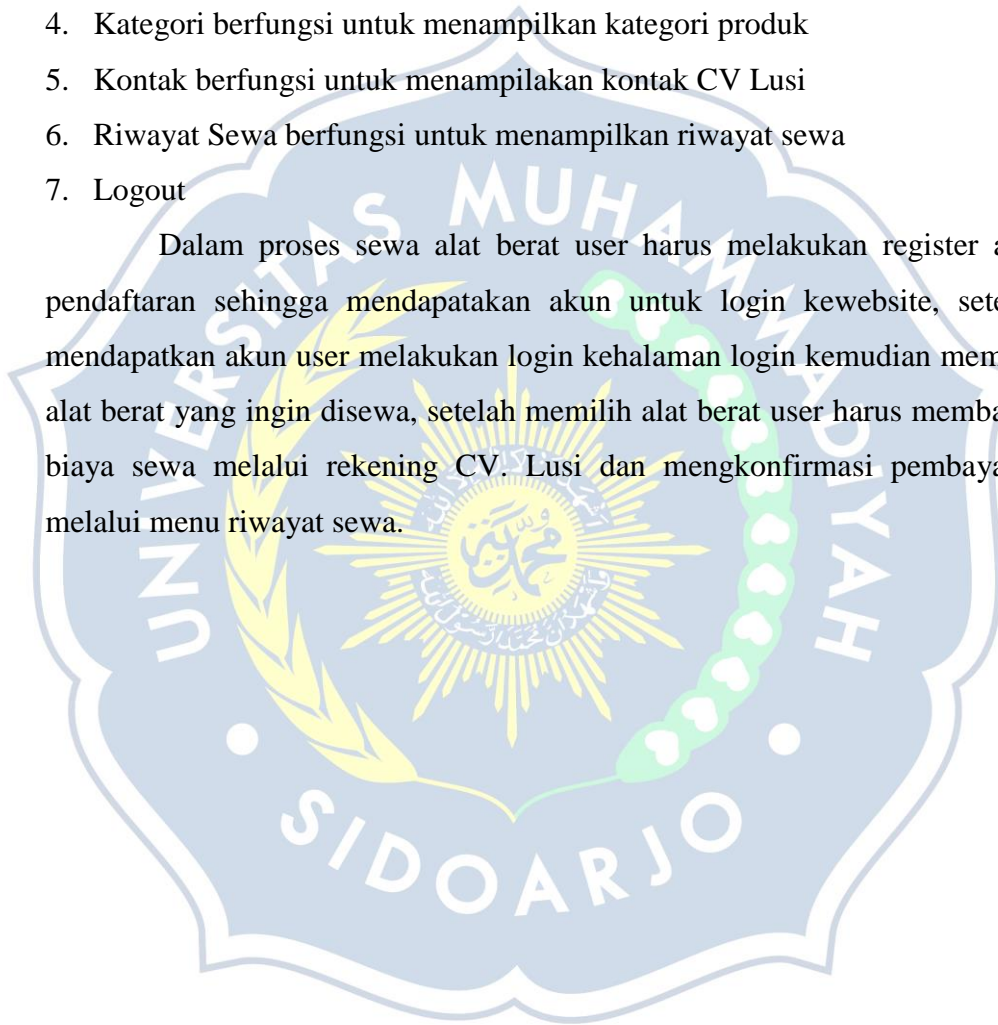 4. Kategori berfungsi untuk menampilkan kategori produk
5. Kontak berfungsi untuk menampilakan kontak CV Lusi
6. Riwayat Sewa berfungsi untuk menampilkan riwayat sewa
7. Logout
Dalam proses sewa alat berat user harus melakukan register a
pendaftaran sehingga mendapatakan akun untuk login kewebsite, sete
mendapatkan akun user melakukan login kehalaman login kemudian mem
alat berat yang ingin disewa, setelah memilih alat berat user harus memba
biaya sewa melalui rekening CV. Lusi dan mengkonfirmasi pembaya
melalui menu riwayat sewa.
UNIVERSITAS MUHAMMADIYAH
محمد
SIDOARJO